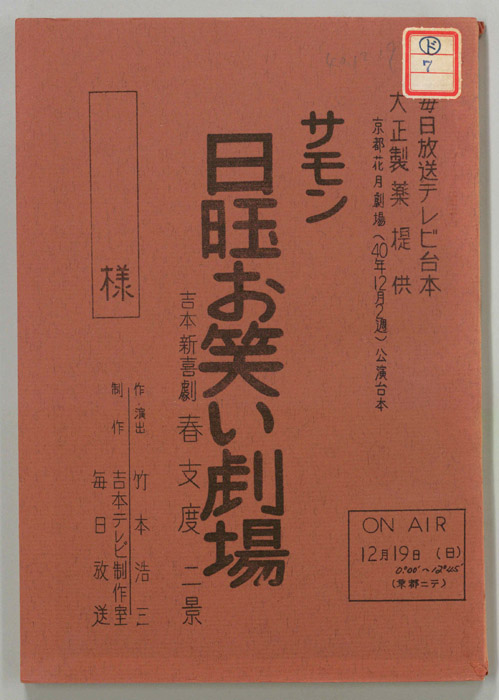 ド
7
毎日放送テレビ台本
大正製薬提供
京都花月劇場(40年12月2週)公演台本
サモン
日旺お笑い劇場
吉本新喜劇 春支度 二景
作・演出 竹本浩三
制作 吉本テレビ制作室
毎日放送
様
ON AIR
12月19日(日)
0°00'～12°45'
(京都ニテ)